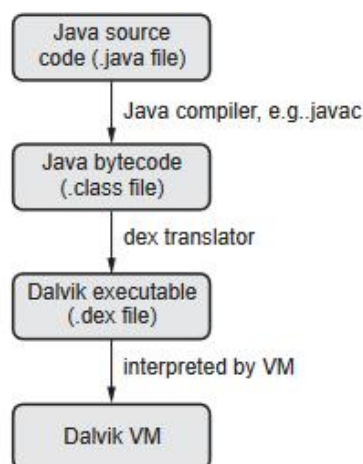 Java source
code (.java file)
Java compiler, e.g..javac
Java bytecode
(.class file)
dex translator
Dalvik executable
(.dex file)
interpreted by VM
Dalvik VM